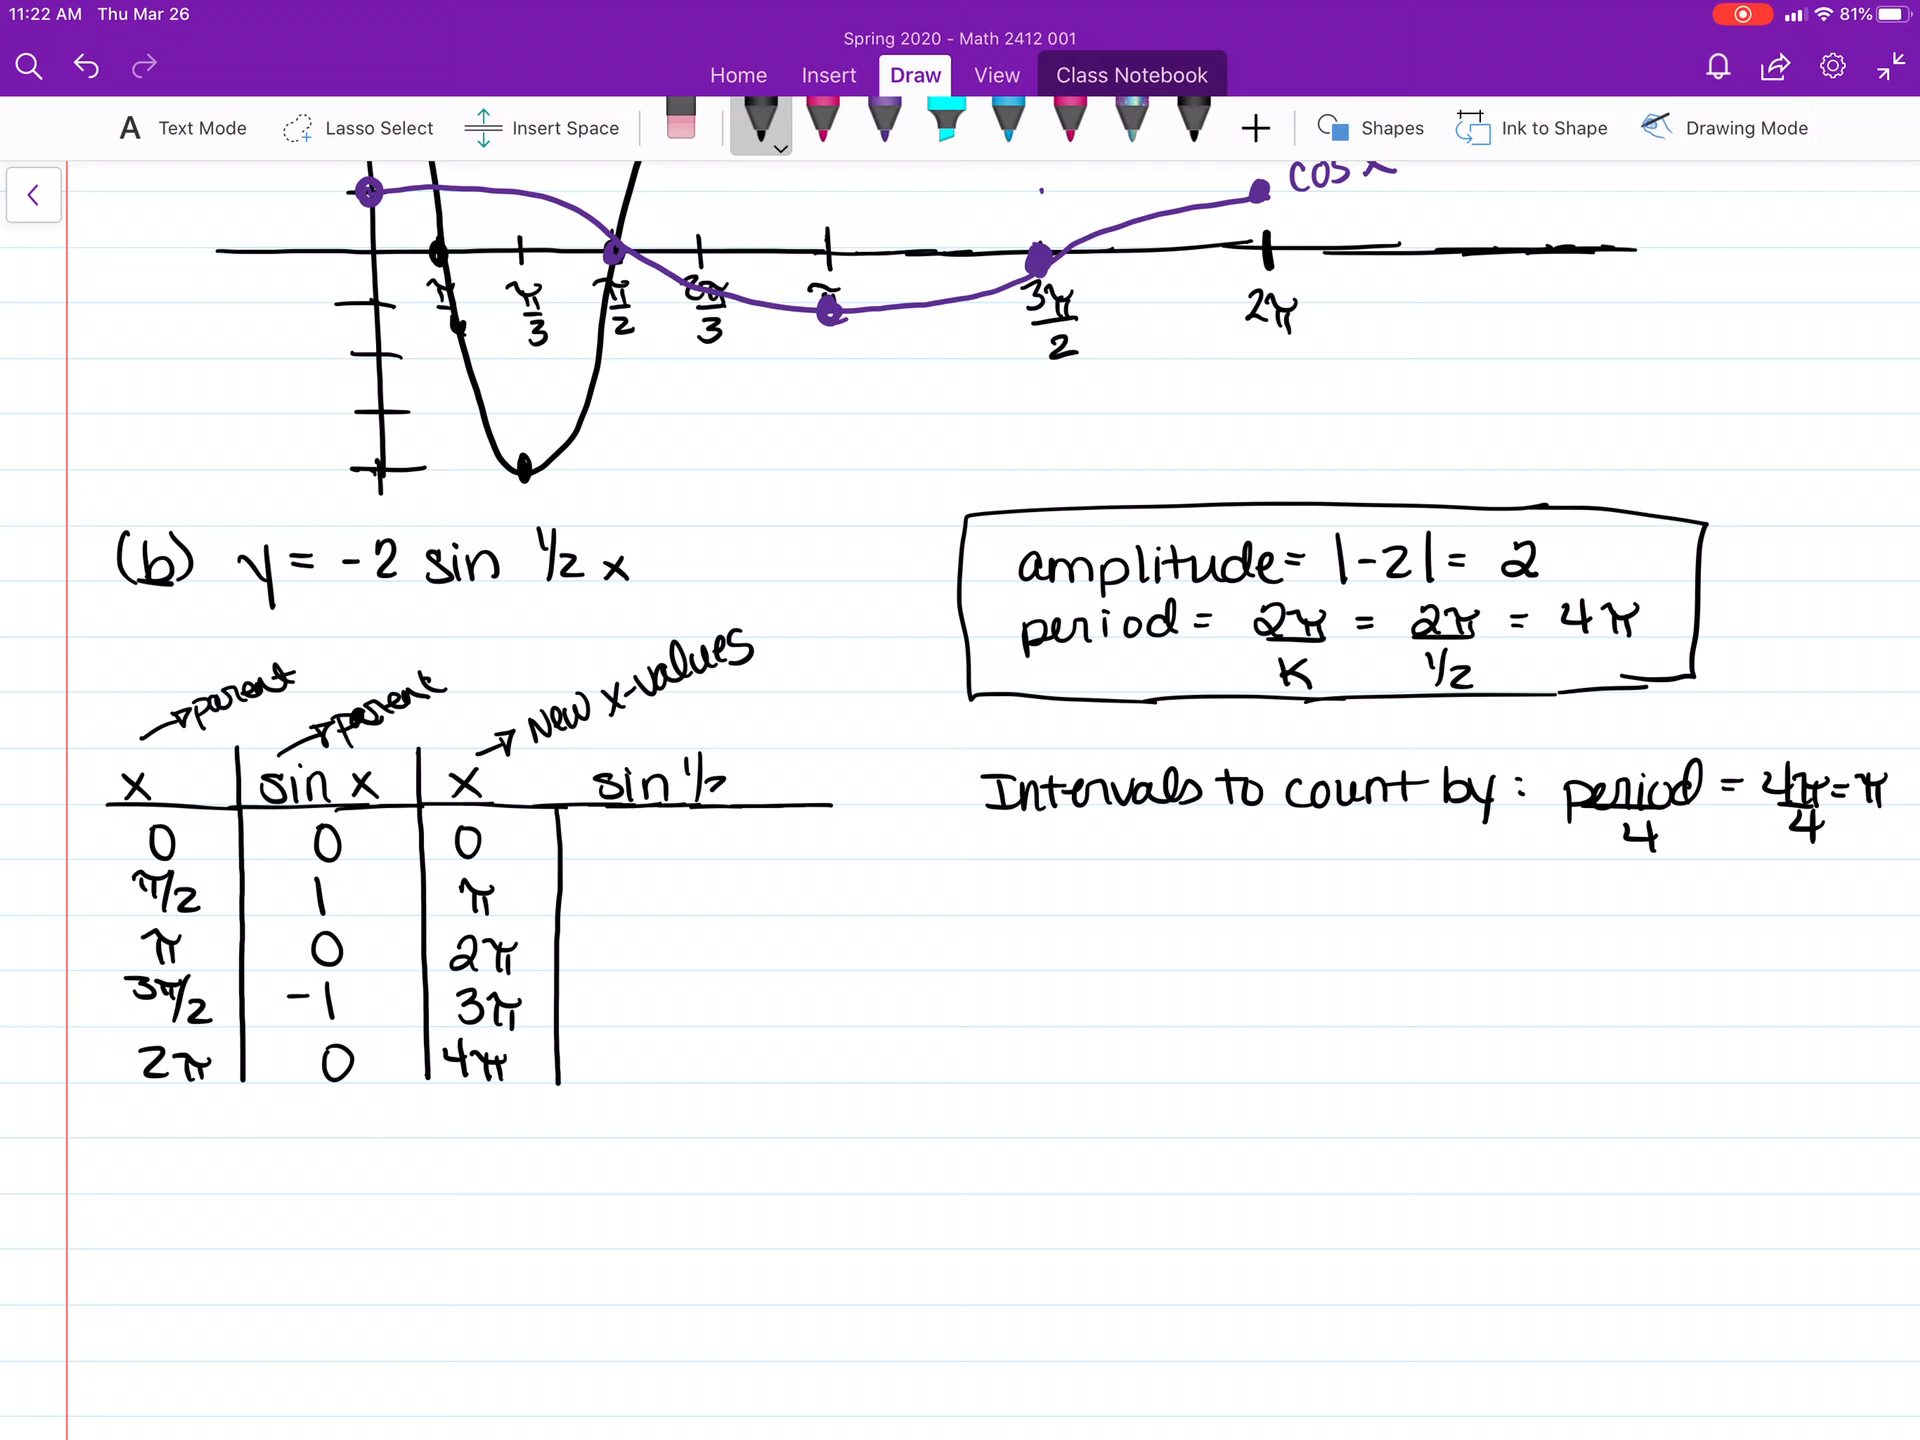 11:22 AM Thu Mar 26
81%
Spring 2020 - Math 2412 001
Home Insert Draw View Class Notebook
A Text Mode Lasso Select Insert Space Shapes Ink to Shape Drawing Mode
cos x
π/3 π/2 2π/3 π 3π/2 2π
(b) y = -2 sin 1/2 x
amplitude = |-2| = 2
period = 2π/K = 2π/1/2 = 4π
→parent →parent → New x-values
x sin x x sin 1/2
Intervals to count by: period/4 = 4π/4 = π
0 0 0
π/2 1 π
π 0 2π
3π/2 -1 3π
2π 0 4π